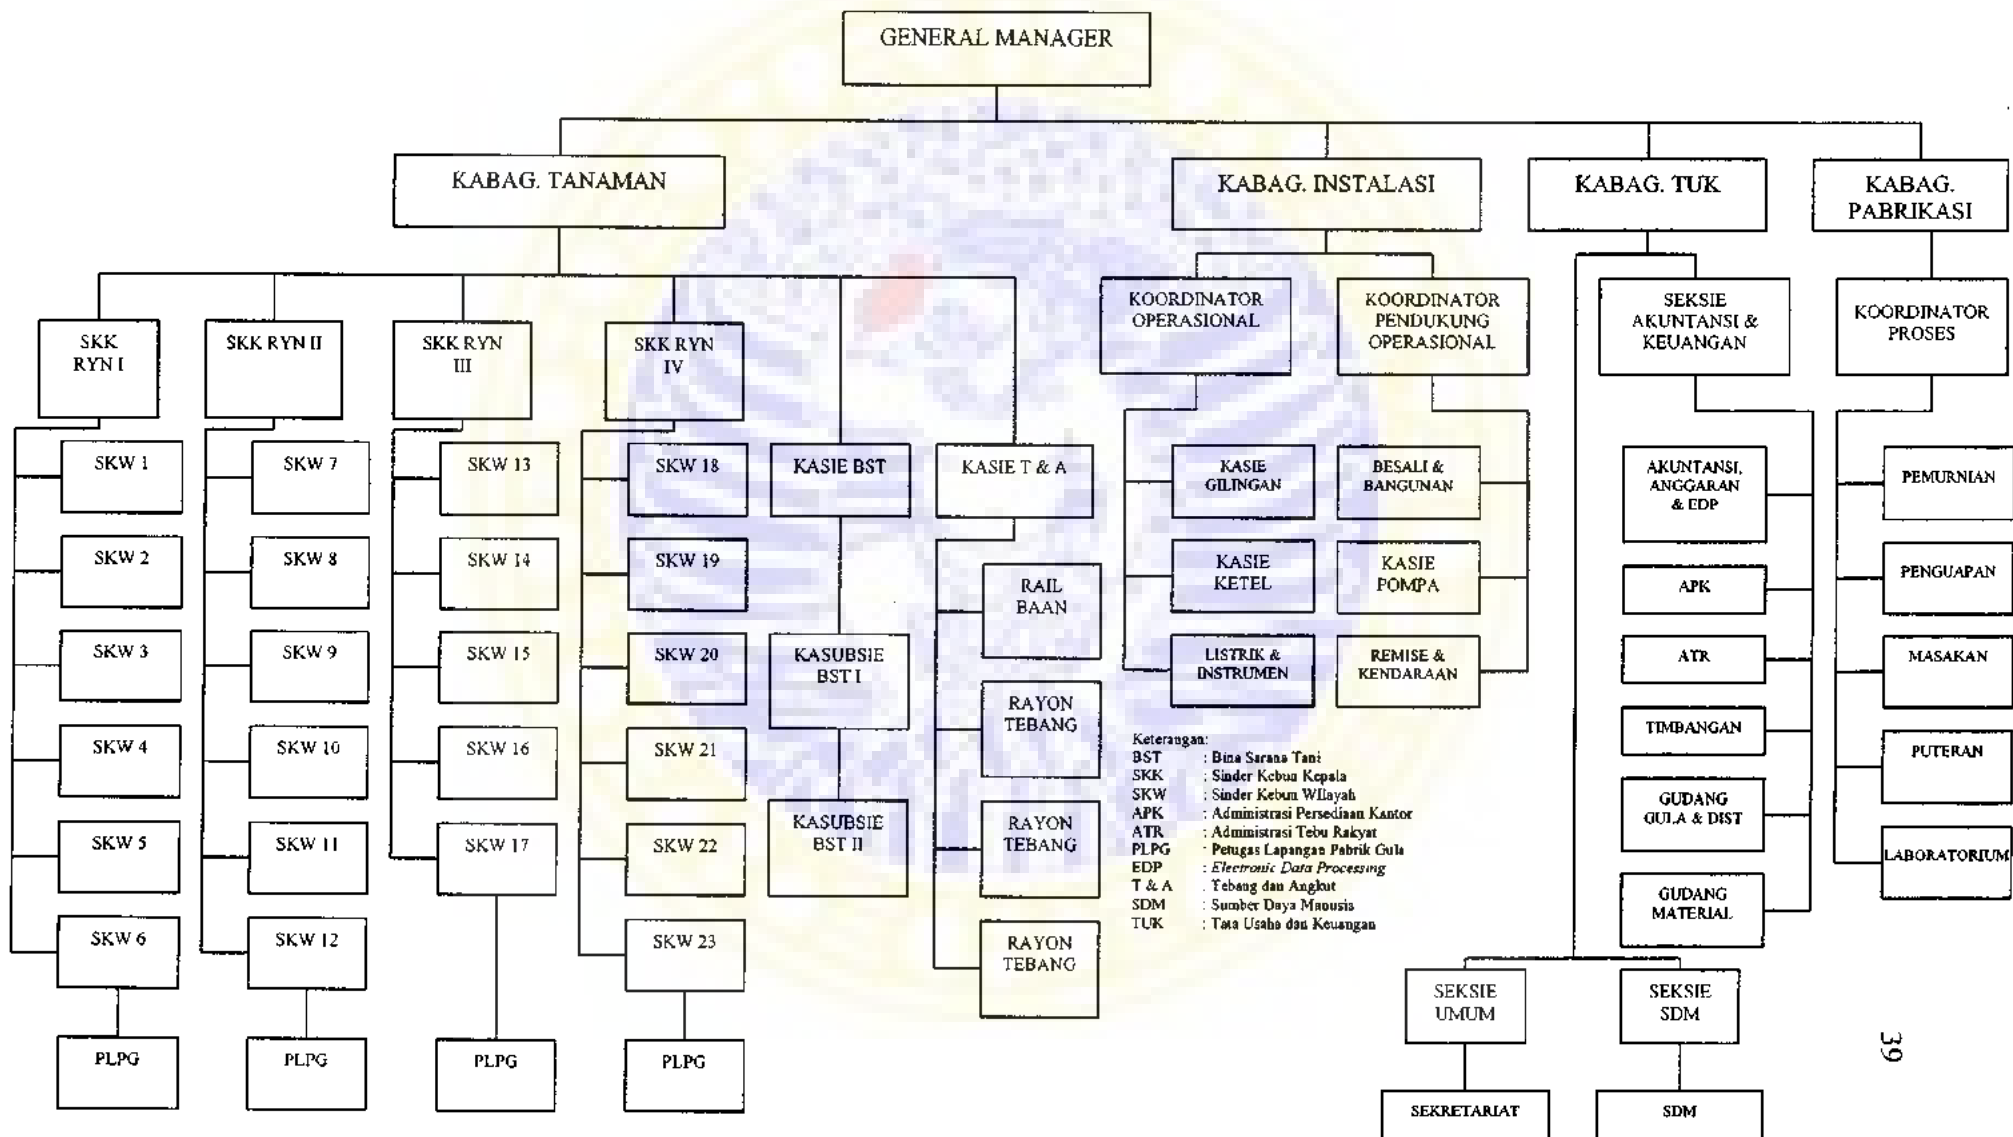 GENERAL MANAGER
KABAG. TANAMAN
KABAG. INSTALASI
KABAG. TUK
KABAG.
PABRIKASI
SKK
RYN I
SKK RYN II
SKK RYN
III
SKK RYN
IV
KOORDINATOR
OPERASIONAL
KOORDINATOR
PENDUKUNG
OPERASIONAL
SEKSIE
AKUNTANSI &
KEUANGAN
KOORDINATOR
PROSES
SKW 1
SKW 2
SKW 3
SKW 4
SKW 5
SKW 6
PLPG
SKW 7
SKW 8
SKW 9
SKW 10
SKW 11
SKW 12
PLPG
SKW 13
SKW 14
SKW 15
SKW 16
SKW 17
PLPG
SKW 18
SKW 19
SKW 20
SKW 21
SKW 22
SKW 23
PLPG
KASIE BST
KASUBSIE
BST I
KASUBSIE
BST II
KASIE T & A
RAIL
BAAN
RAYON
TEBANG
RAYON
TEBANG
RAYON
TEBANG
KASIE
GILINGAN
KASIE
KETEL
LISTRIK &
INSTRUMEN
BESALI &
BANGUNAN
KASIE
POMPA
REMISE &
KENDARAAN
AKUNTANSI,
ANGGARAN
& EDP
APK
ATR
TIMBANGAN
GUDANG
GULA & DIST
GUDANG
MATERIAL
PEMURNIAN
PENGUAPAN
MASAKAN
PUTERAN
LABORATORIUM
Keterangan:
BST : Bina Sarana Tani
SKK : Sinder Kebun Kepala
SKW : Sinder Kebun WIlayah
APK : Administrasi Persediaan Kantor
ATR : Administrasi Tebu Rakyat
PLPG : Petugas Lapangan Pabrik Gula
EDP : Electronic Data Processing
T & A : Tebang dan Angkut
SDM : Sumber Daya Manusia
TUK : Tata Usaha dan Keuangan
SEKSIE
UMUM
SEKSIE
SDM
SEKRETARIAT
SDM
39